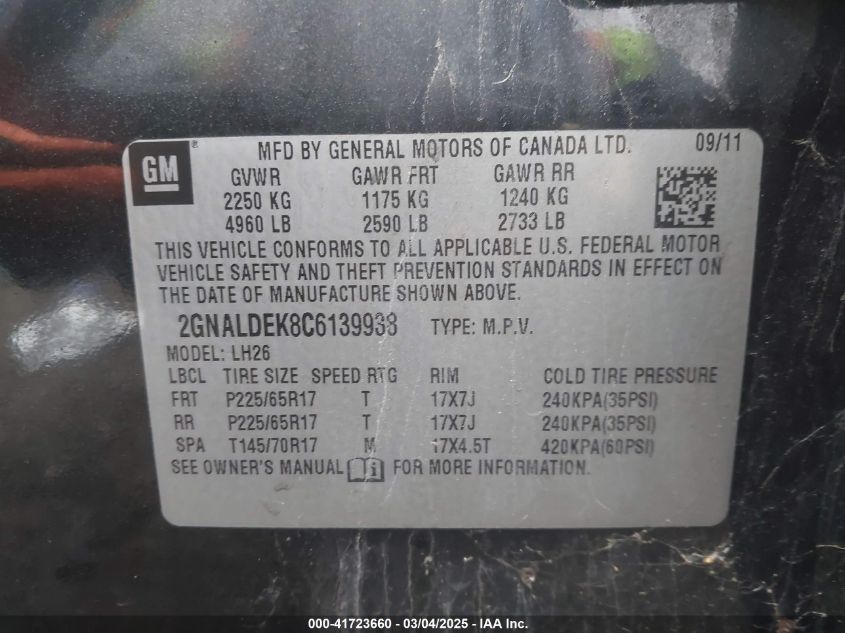 GM
MFD BY GENERAL MOTORS OF CANADA LTD. 09/11
GVWR GAWR FRT GAWR RR
2250 KG 1175 KG 1240 KG
4960 LB 2590 LB 2733 LB
THIS VEHICLE CONFORMS TO ALL APPLICABLE U.S. FEDERAL MOTOR
VEHICLE SAFETY AND THEFT PREVENTION STANDARDS IN EFFECT ON
THE DATE OF MANUFACTURE SHOWN ABOVE.
2GNALDEK8C6139938 TYPE: M.P.V.
MODEL: LH26
LBCL TIRE SIZE SPEED RTG RIM COLD TIRE PRESSURE
FRT P225/65R17 T 17X7J 240KPA(35PSI)
RR P225/65R17 T 17X7J 240KPA(35PSI)
SPA T145/70R17 M 17X4.5T 420KPA(60PSI)
SEE OWNER'S MANUAL FOR MORE INFORMATION.
000-41723660 — 03/04/2025 — IAA Inc.